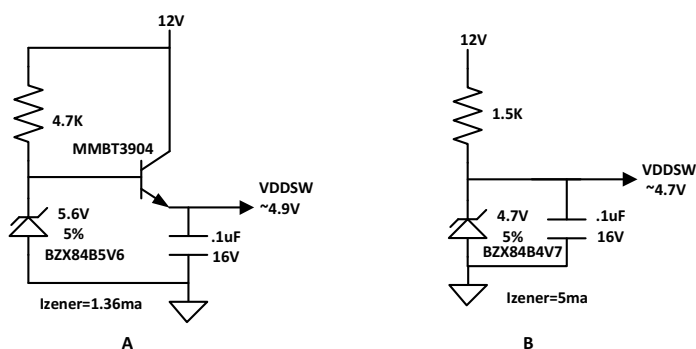 12V
4.7K
MMBT3904
VDDSW
~4.9V
5.6V
5%
BZX84B5V6
.1uF
16V
Izener=1.36ma
A
12V
1.5K
VDDSW
~4.7V
4.7V
5%
BZX84B4V7
.1uF
16V
Izener=5ma
B